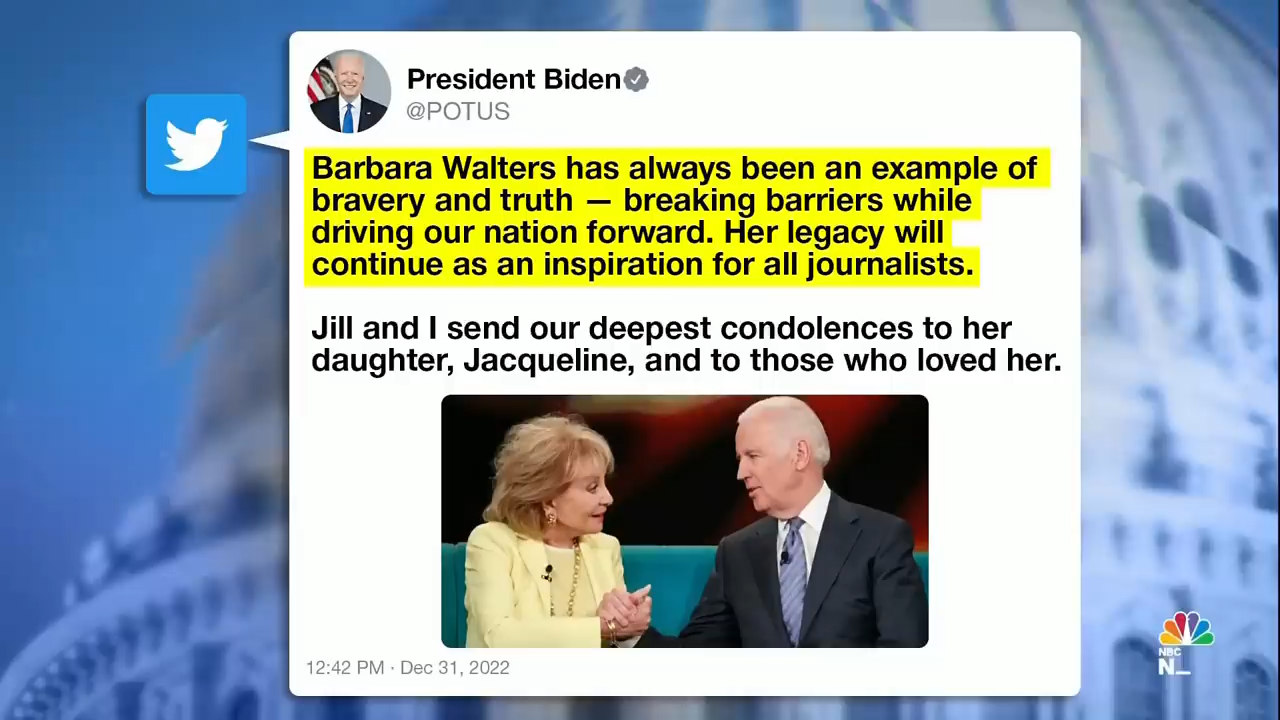 President Biden
@POTUS
Barbara Walters has always been an example of
bravery and truth — breaking barriers while
driving our nation forward. Her legacy will
continue as an inspiration for all journalists.
Jill and I send our deepest condolences to her
daughter, Jacqueline, and to those who loved her.
12:42 PM · Dec 31, 2022
NBC
N_